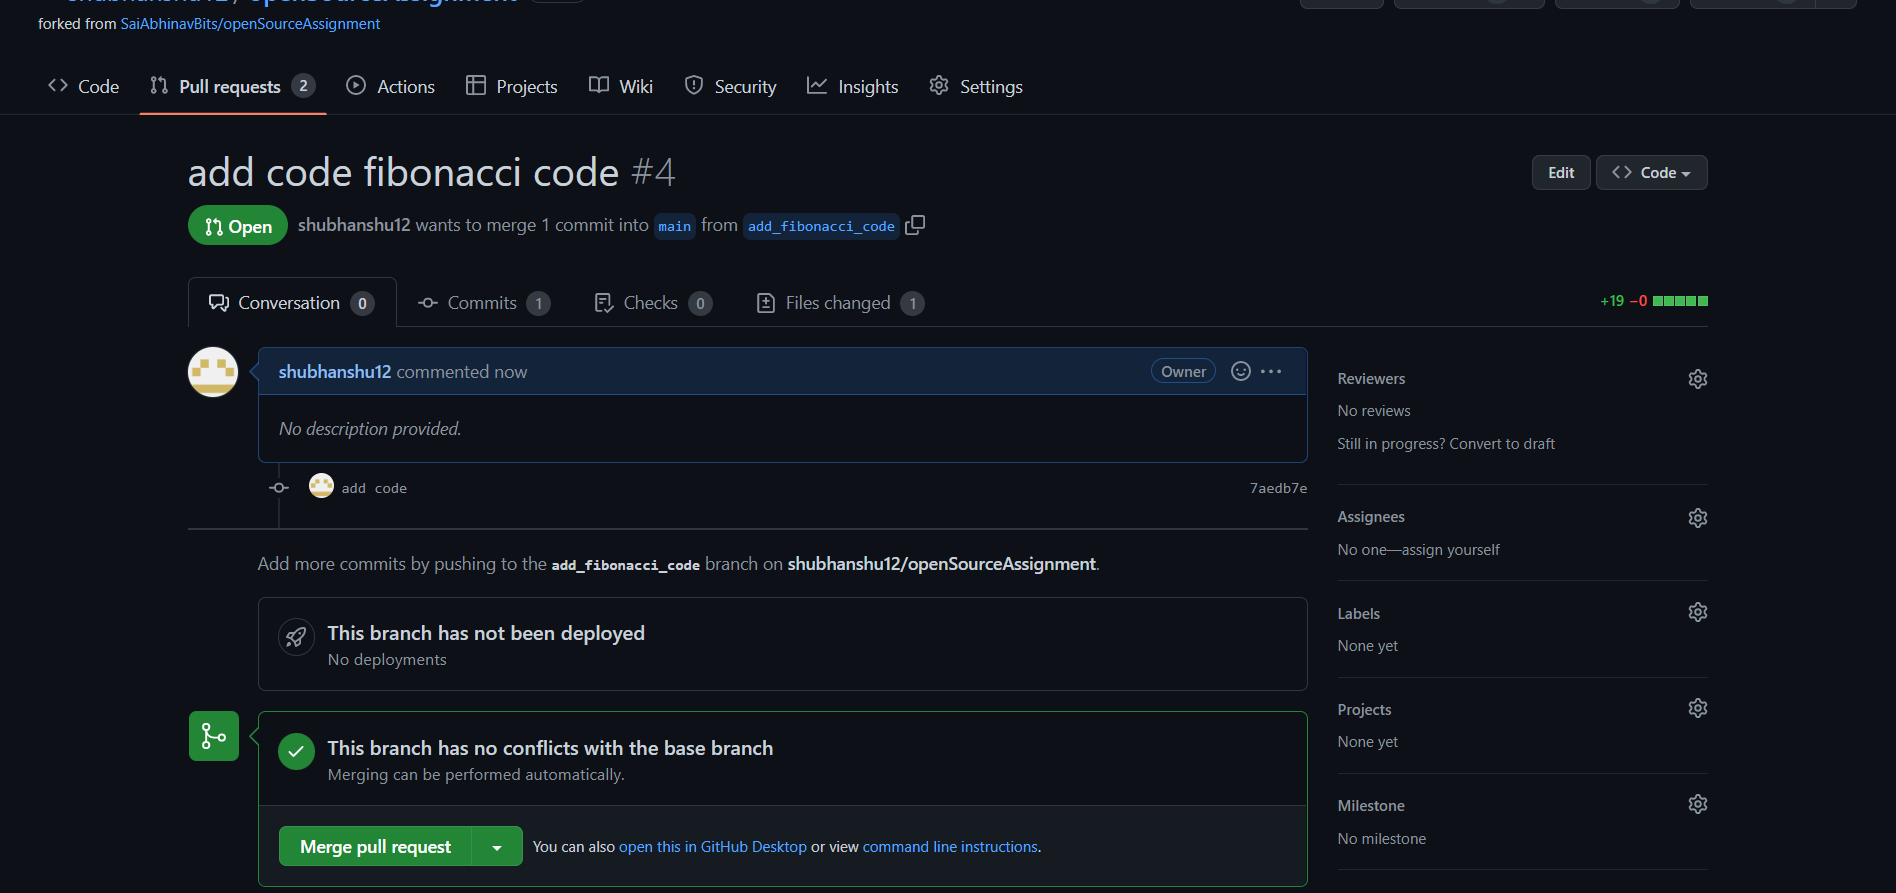 forked from SaiAbhinavBits/openSourceAssignment
Code Pull requests 2 Actions Projects Wiki Security Insights Settings
add code fibonacci code #4
Edit Code
Open shubhanshu12 wants to merge 1 commit into main from add_fibonacci_code
Conversation 0 Commits 1 Checks 0 Files changed 1 +19 −0
shubhanshu12 commented now Owner
No description provided.
add code 7aedb7e
Add more commits by pushing to the add_fibonacci_code branch on shubhanshu12/openSourceAssignment.
This branch has not been deployed
No deployments
This branch has no conflicts with the base branch
Merging can be performed automatically.
Merge pull request You can also open this in GitHub Desktop or view command line instructions.
Reviewers
No reviews
Still in progress? Convert to draft
Assignees
No one—assign yourself
Labels
None yet
Projects
None yet
Milestone
No milestone